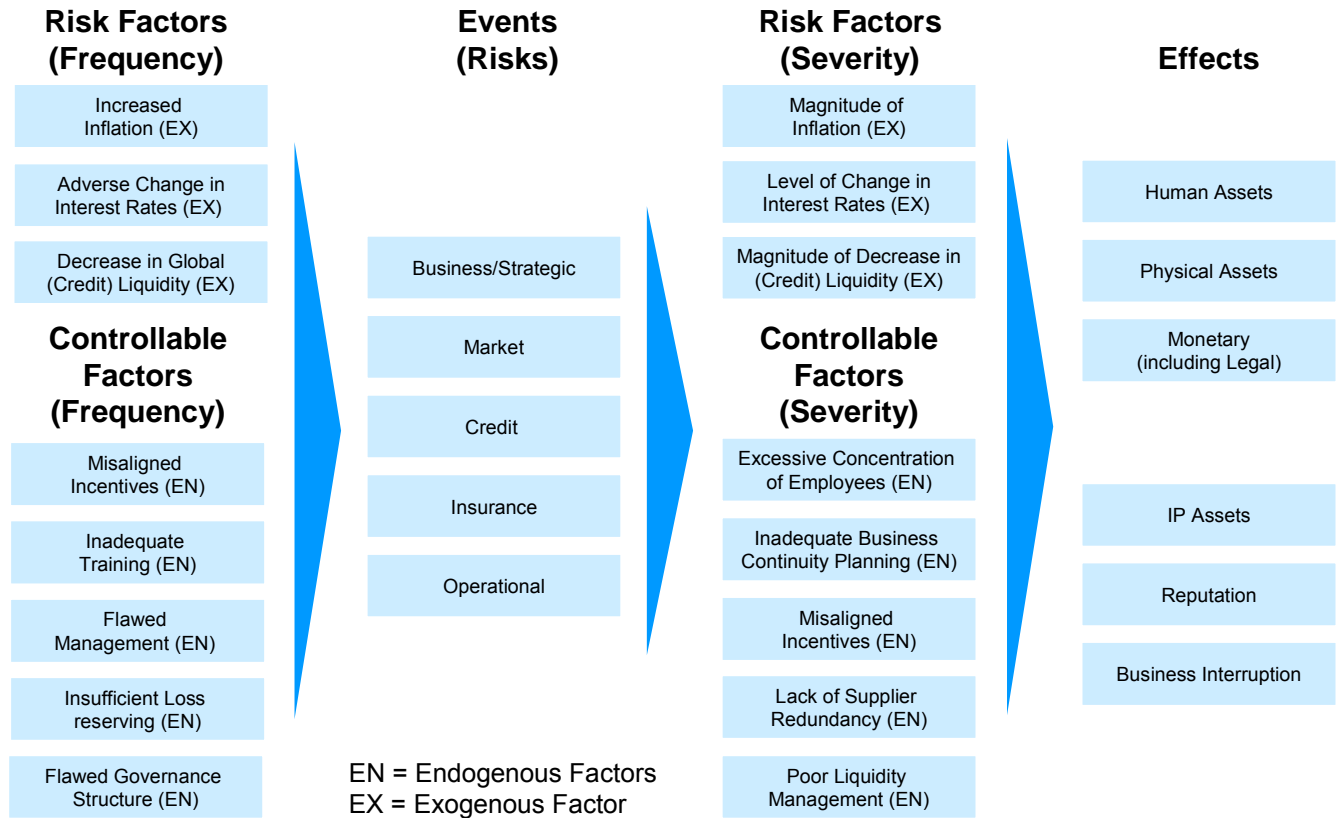 Risk Factors
(Frequency)
Increased
Inflation (EX)
Adverse Change in
Interest Rates (EX)
Decrease in Global
(Credit) Liquidity (EX)
Controllable
Factors
(Frequency)
Misaligned
Incentives (EN)
Inadequate
Training (EN)
Flawed
Management (EN)
Insufficient Loss
reserving (EN)
Flawed Governance
Structure (EN)
Events
(Risks)
Business/Strategic
Market
Credit
Insurance
Operational
EN = Endogenous Factors
EX = Exogenous Factor
Risk Factors
(Severity)
Magnitude of
Inflation (EX)
Level of Change in
Interest Rates (EX)
Magnitude of Decrease in
(Credit) Liquidity (EX)
Controllable
Factors
(Severity)
Excessive Concentration
of Employees (EN)
Inadequate Business
Continuity Planning (EN)
Misaligned
Incentives (EN)
Lack of Supplier
Redundancy (EN)
Poor Liquidity
Management (EN)
Effects
Human Assets
Physical Assets
Monetary
(including Legal)
IP Assets
Reputation
Business Interruption